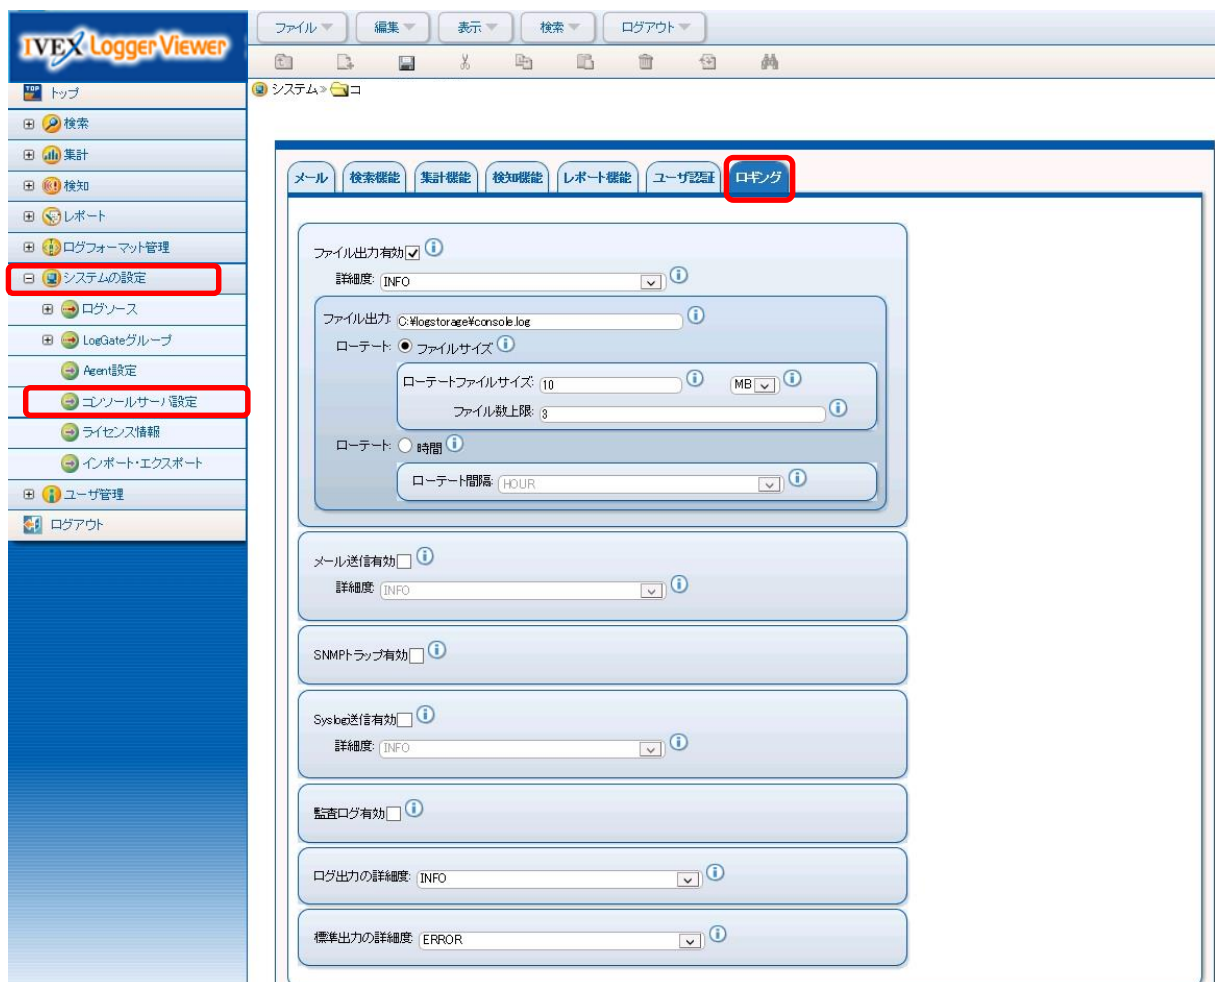 IVEX Logger Viewer
ファイル 編集 表示 検索 ログアウト
システム» コ
TOP トップ
検索
集計
検知
レポート
ログフォーマット管理
システムの設定
ログソース
LogGateグループ
Agent設定
コンソールサーバ設定
ライセンス情報
インポート・エクスポート
ユーザ管理
ログアウト
メール 検索機能 集計機能 検知機能 レポート機能 ユーザ認証 ロギング
ファイル出力有効
詳細度: INFO
ファイル出力: C:¥logstorage¥console.log
ローテート: ファイルサイズ
ローテートファイルサイズ: 10 MB
ファイル数上限: 3
ローテート: 時間
ローテート間隔: HOUR
メール送信有効
詳細度: INFO
SNMPトラップ有効
Syslog送信有効
詳細度: INFO
監査ログ有効
ログ出力の詳細度: INFO
標準出力の詳細度: ERROR